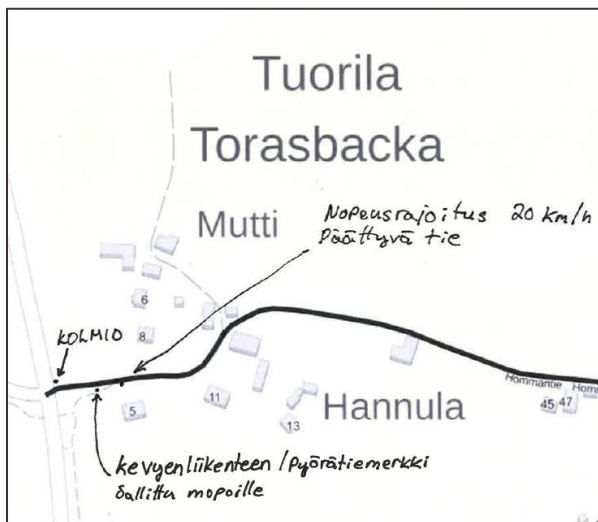 Tuorila
Torasbacka
Mutti
Nopeusrajoitus 20 km/h
Päättyvä tie
6
8
KOLMIO
5
11
13
Hannula
Hommantie
Hom
45 47
kevyenliikenteen / pyörätiemerkki
Sallittu mopoille